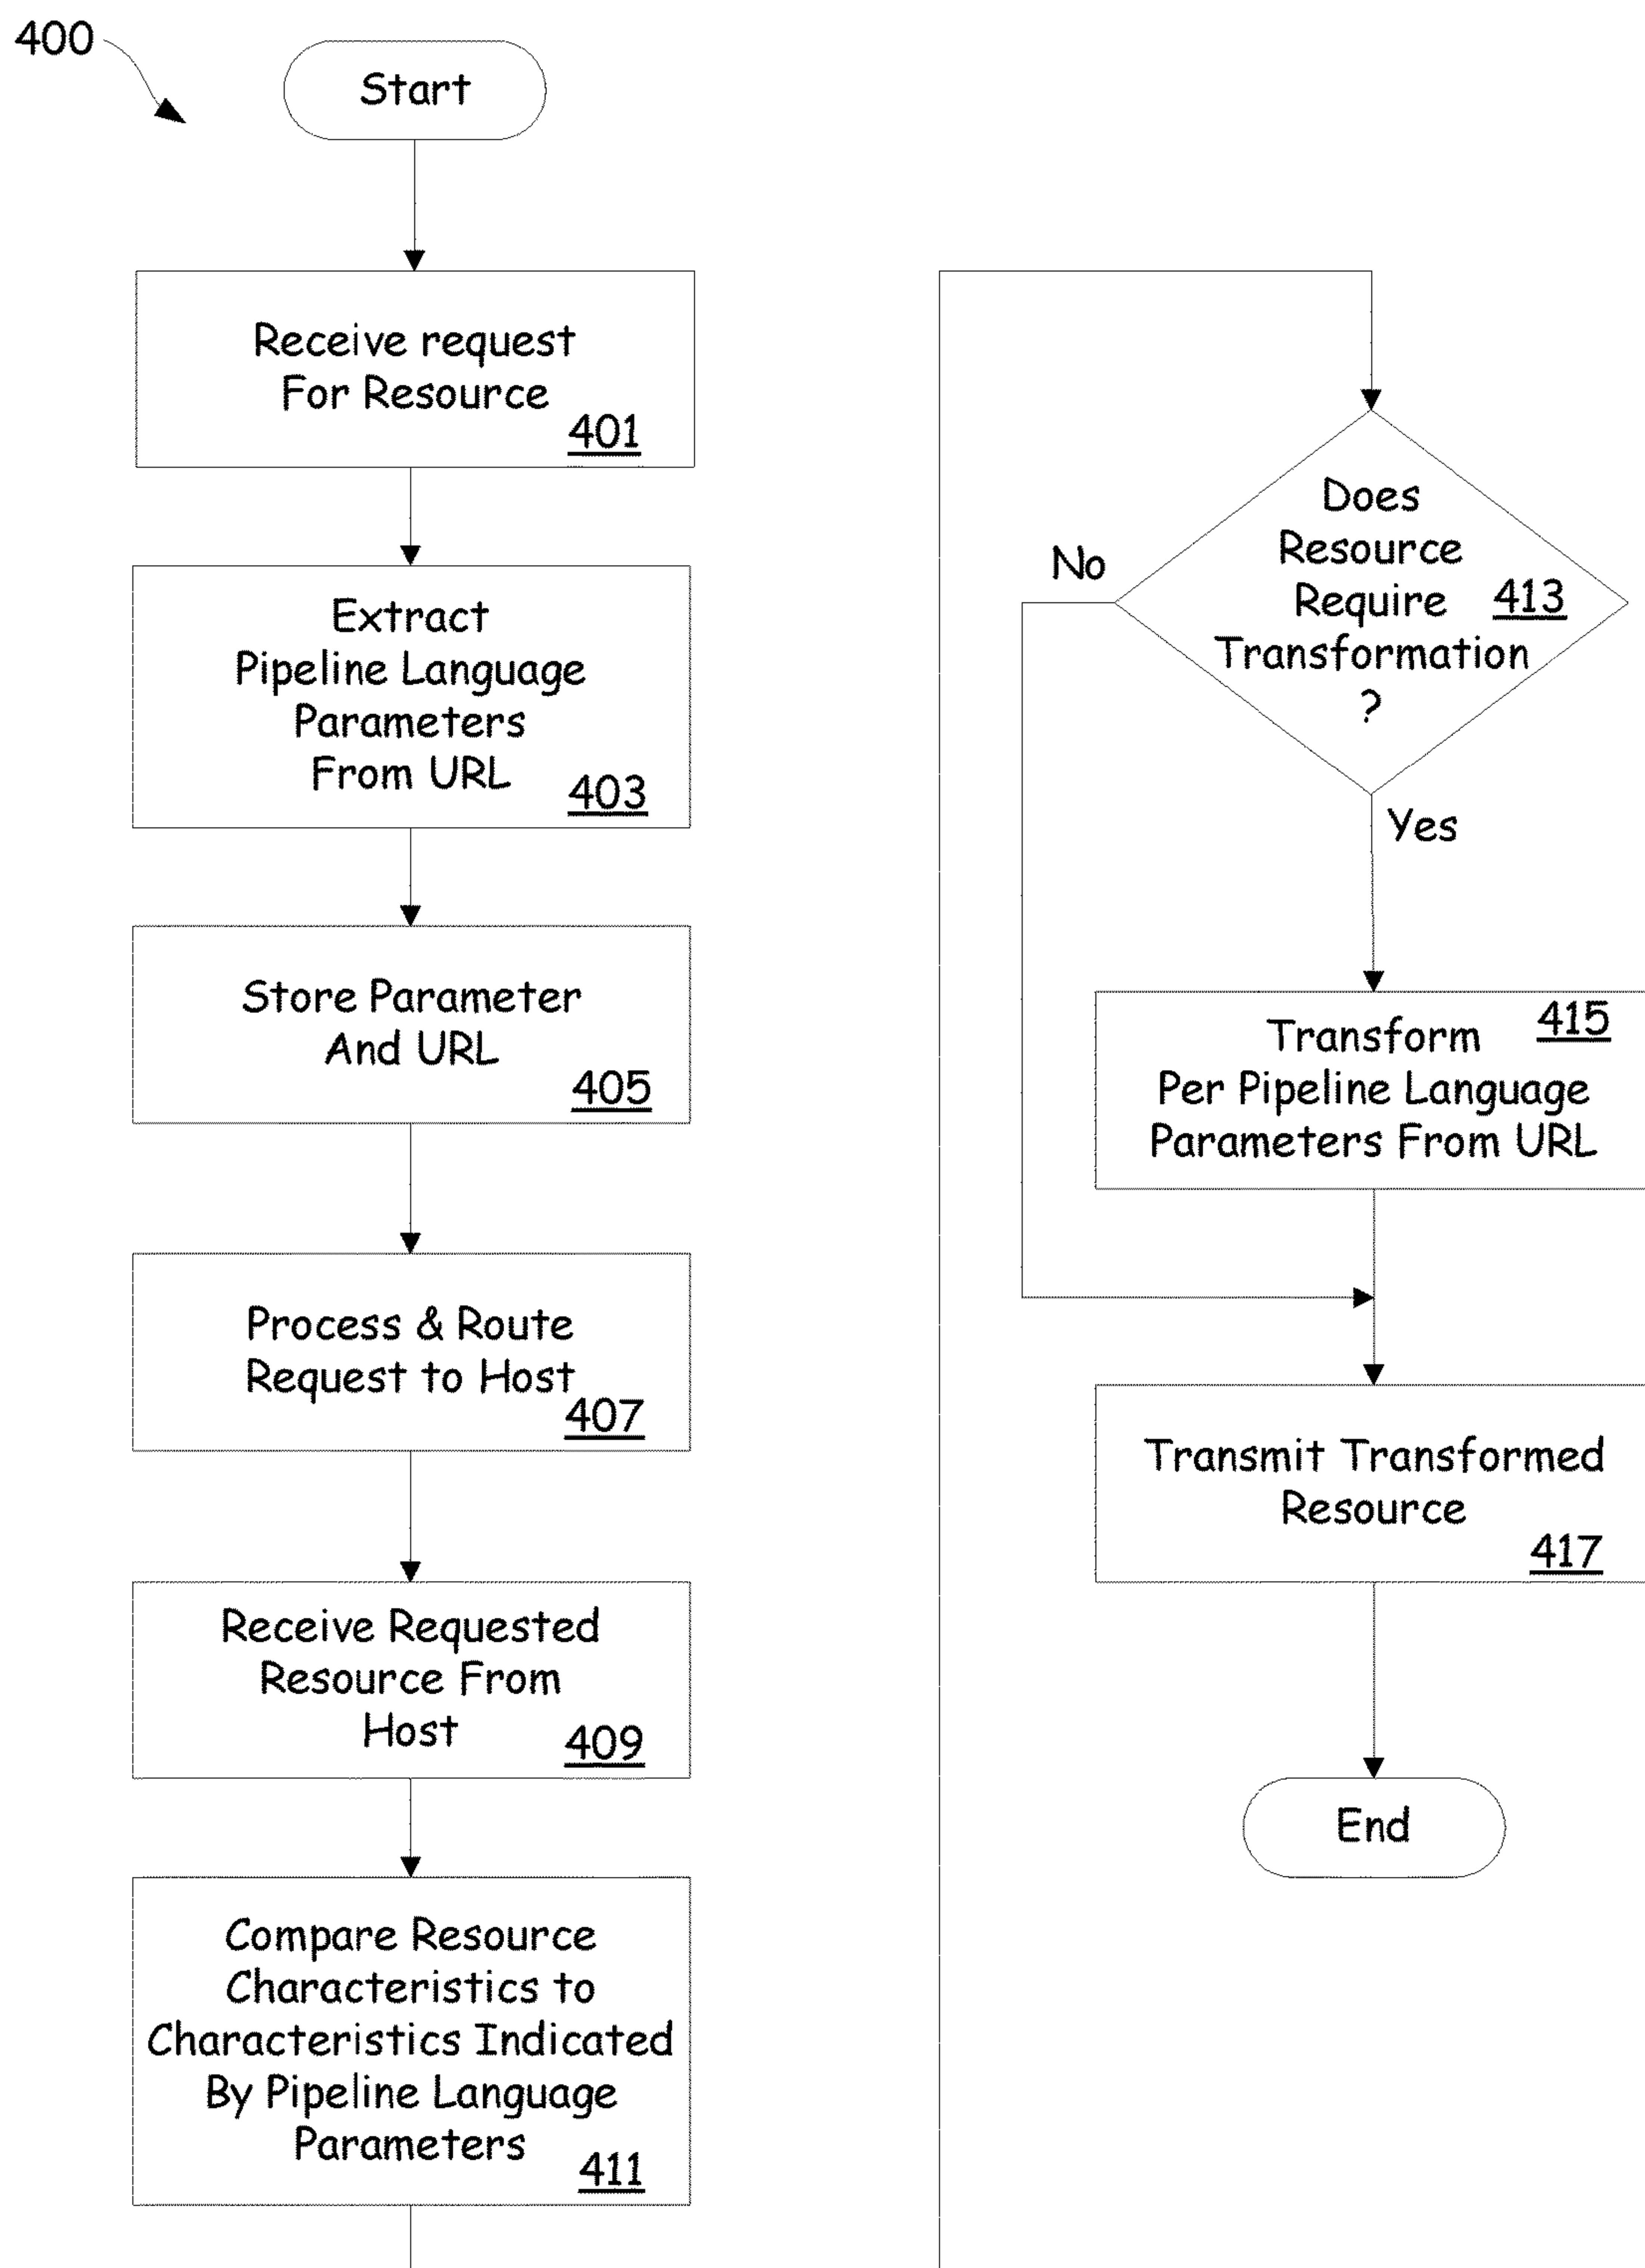 400
Start
Receive request
For Resource
401
Extract
Pipeline Language
Parameters
From URL
403
Store Parameter
And URL
405
Process & Route
Request to Host
407
Receive Requested
Resource From
Host
409
Compare Resource
Characteristics to
Characteristics Indicated
By Pipeline Language
Parameters
411
Does
Resource
Require
413
Transformation
?
No
Yes
415
Transform
Per Pipeline Language
Parameters From URL
Transmit Transformed
Resource
417
End